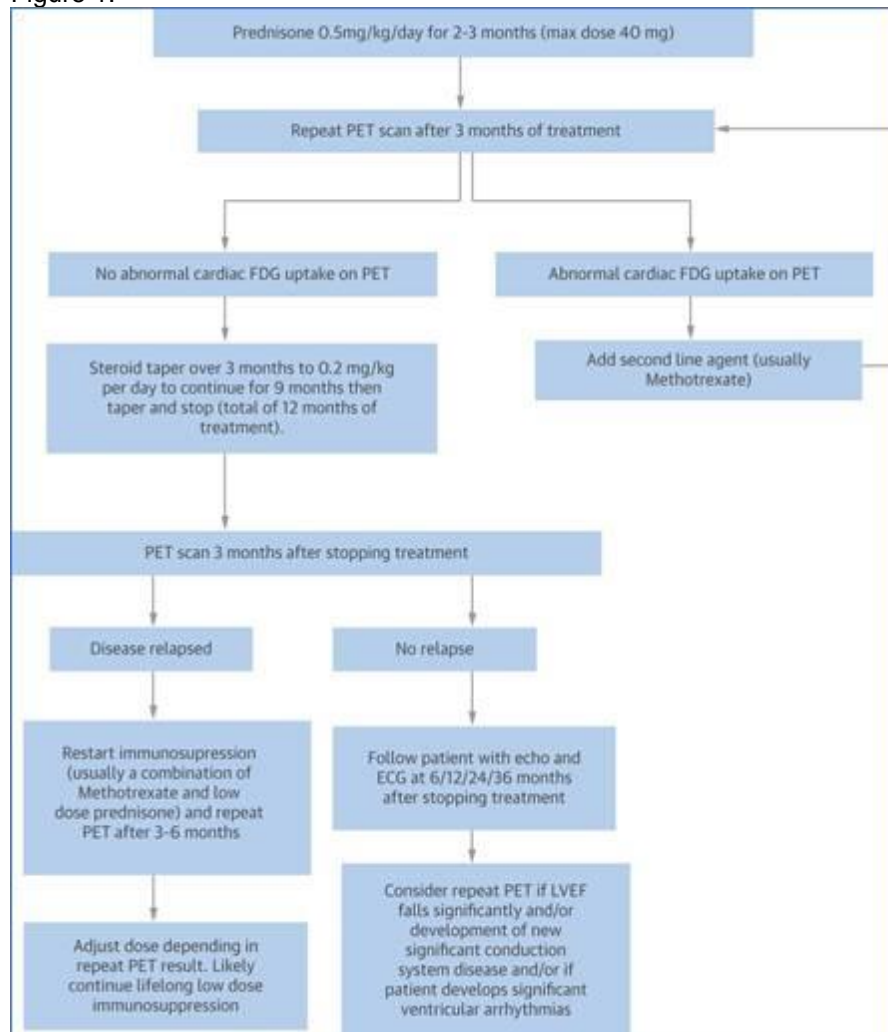 Figure 1.
Prednisone 0.5mg/kg/day for 2-3 months (max dose 40 mg)
Repeat PET scan after 3 months of treatment
No abnormal cardiac FDG uptake on PET
Abnormal cardiac FDG uptake on PET
Steroid taper over 3 months to 0.2 mg/kg
per day to continue for 9 months then
taper and stop (total of 12 months of
treatment).
Add second line agent (usually
Methotrexate)
PET scan 3 months after stopping treatment
Disease relapsed
No relapse
Restart immunosupression
(usually a combination of
Methotrexate and low
dose prednisone) and repeat
PET after 3-6 months
Follow patient with echo and
ECG at 6/12/24/36 months
after stopping treatment
Adjust dose depending in
repeat PET result. Likely
continue lifelong low dose
immunosuppression
Consider repeat PET if LVEF
falls significantly and/or
development of new
significant conduction
system disease and/or if
patient develops significant
ventricular arrhythmias